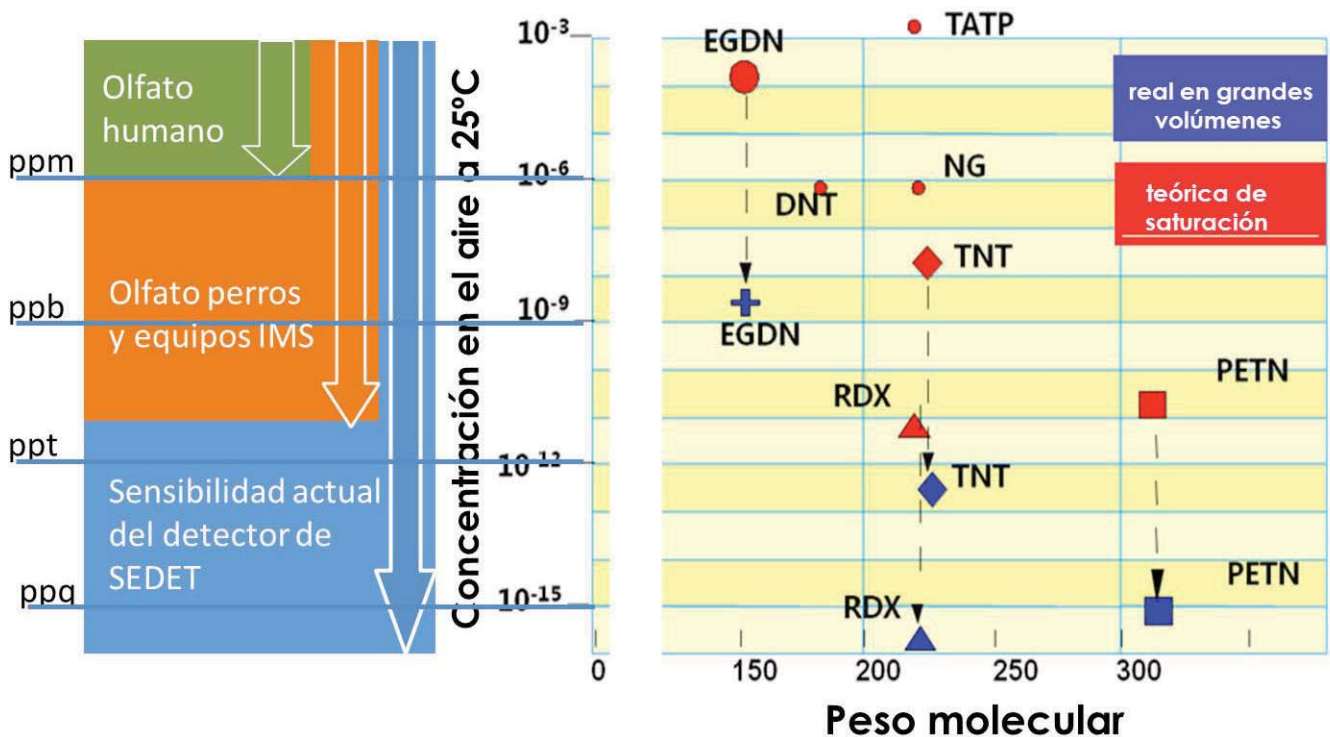 Olfato
humano
Olfato perros
y equipos IMS
Sensibilidad actual
del detector de
SEDET
ppm
ppb
ppt
ppq
Concentración en el aire a 25°C
10-3
10-6
10-9
10-12
10-15
TATP
EGDN
real en grandes
volúmenes
NG
DNT
teórica de
saturación
TNT
EGDN
PETN
RDX
TNT
PETN
RDX
0
150
200
250
300
Peso molecular